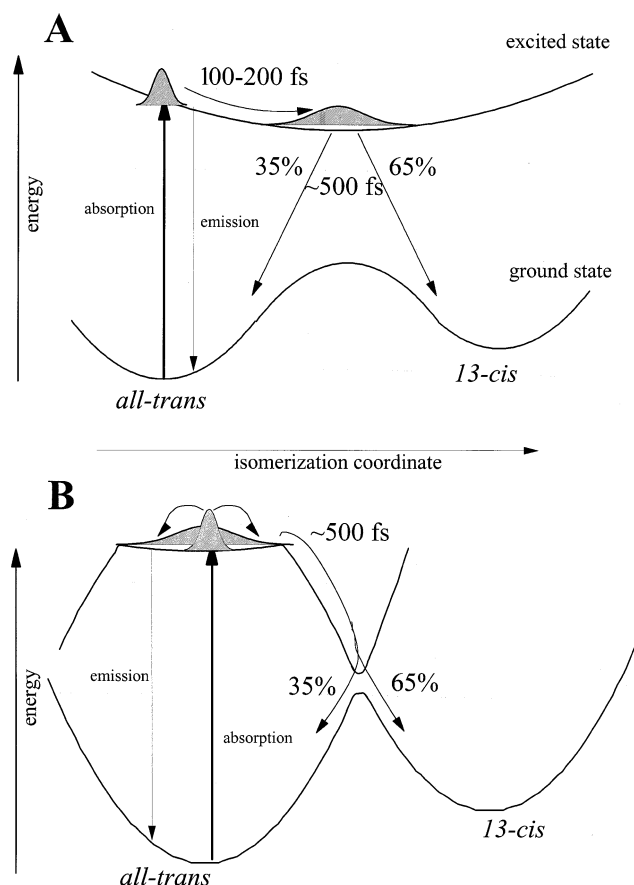 A
excited state
100-200 fs
35%
65%
~500 fs
energy
absorption
emission
ground state
13-cis
all-trans
isomerization coordinate
B
~500 fs
emission
35%
65%
energy
absorption
13-cis
all-trans